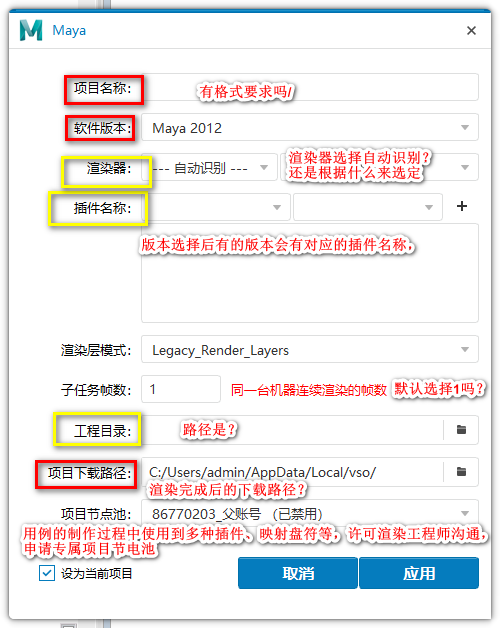 Maya
项目名称：
有格式要求吗/
软件版本： Maya 2012
渲染器： --- 自动识别 ---
渲染器选择自动识别？
还是根据什么来选定
插件名称：
版本选择后有的版本会有对应的插件名称，
渲染层模式： Legacy_Render_Layers
子任务帧数： 1 同一台机器连续渲染的帧数 默认选择1吗？
工程目录： 路径是？
项目下载路径： C:/Users/admin/AppData/Local/vso/
渲染完成后的下载路径？
项目节点池： 86770203_父账号 （已禁用）
用例的制作过程中使用到多种插件、映射盘符等，许可渲染工程师沟通，
申请专属项目节电池
设为当前项目 取消 应用